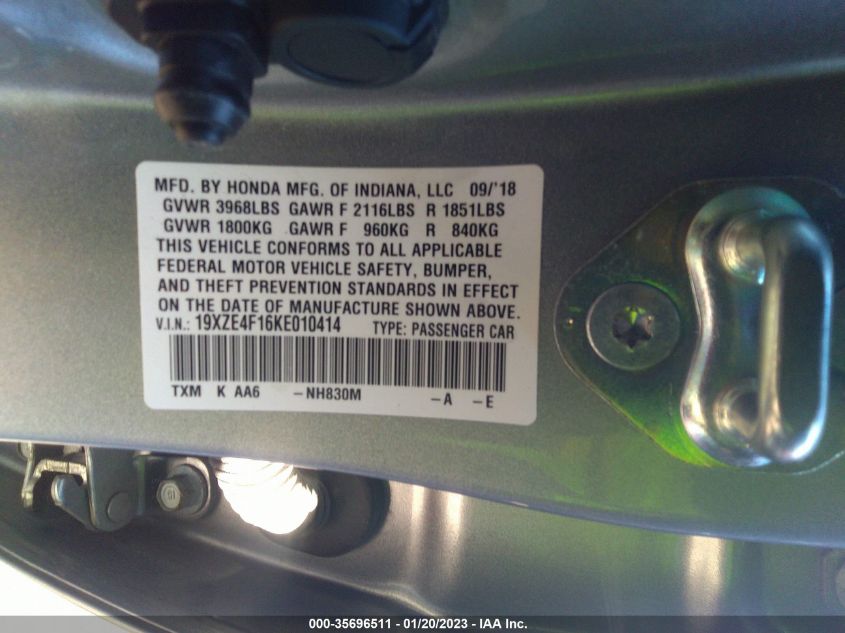 MFD. BY HONDA MFG. OF INDIANA, LLC 09/'18
GVWR 3968LBS GAWR F 2116LBS R 1851LBS
GVWR 1800KG GAWR F 960KG R 840KG
THIS VEHICLE CONFORMS TO ALL APPLICABLE
FEDERAL MOTOR VEHICLE SAFETY, BUMPER,
AND THEFT PREVENTION STANDARDS IN EFFECT
ON THE DATE OF MANUFACTURE SHOWN ABOVE.
V.I.N.: 19XZE4F16KE010414 TYPE: PASSENGER CAR
TXM K AA6 -NH830M -A -E
000-35696511 — 01/20/2023 — IAA Inc.